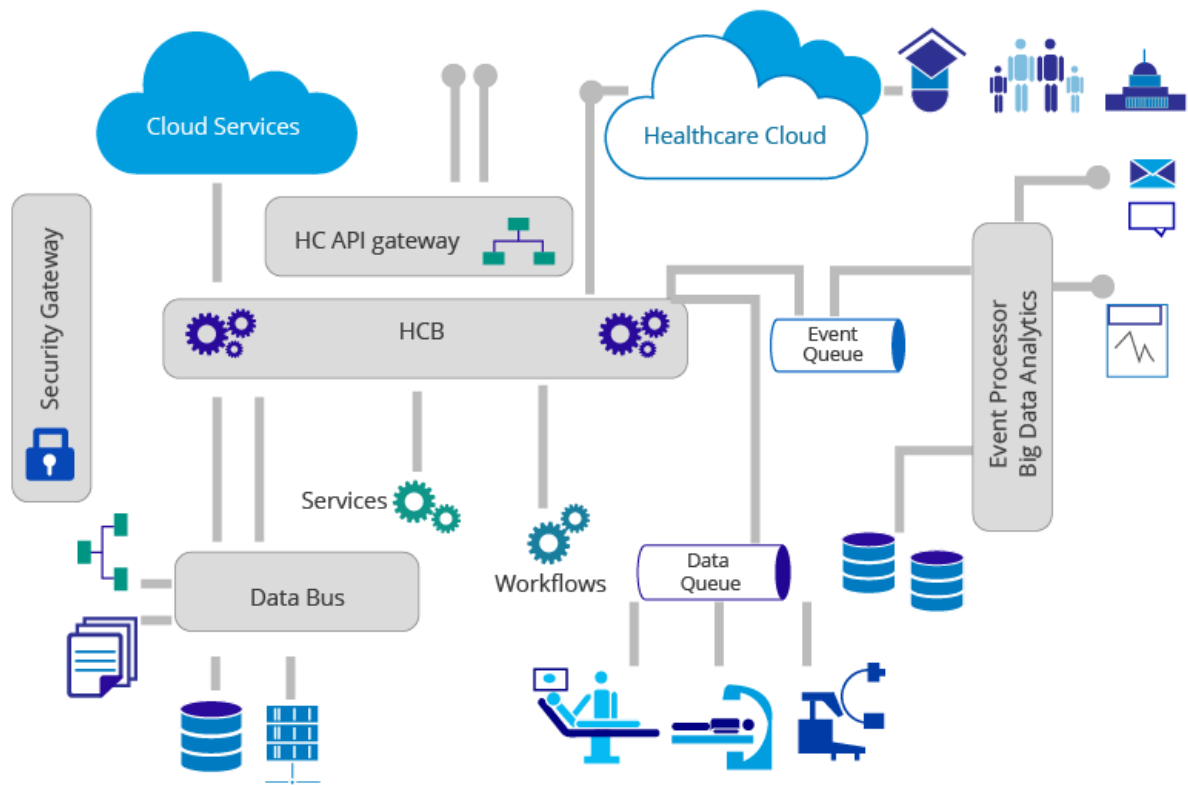 Cloud Services
Healthcare Cloud
Security Gateway
HC API gateway
HCB
Event
Queue
Event Processor
Big Data Analytics
Services
Workflows
Data
Queue
Data Bus